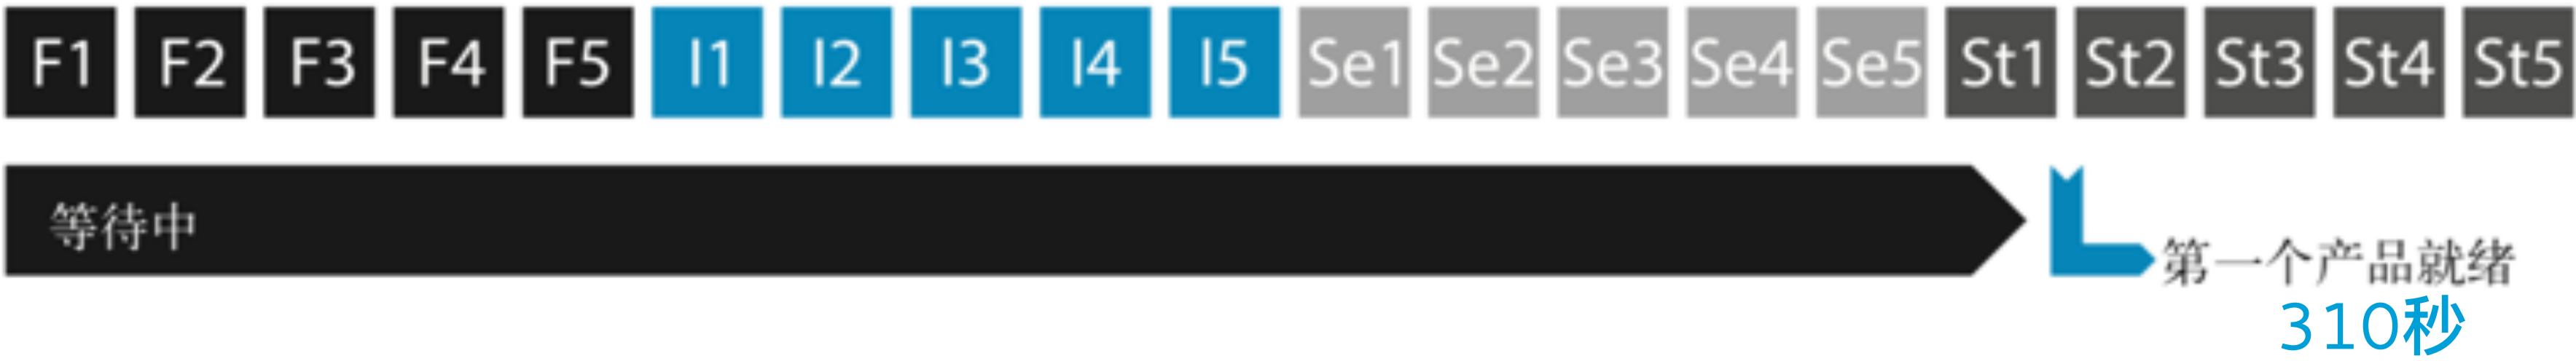 F1 F2 F3 F4 F5 I1 I2 I3 I4 I5 Se1 Se2 Se3 Se4 Se5 St1 St2 St3 St4 St5
等待中
第一个产品就绪
310秒